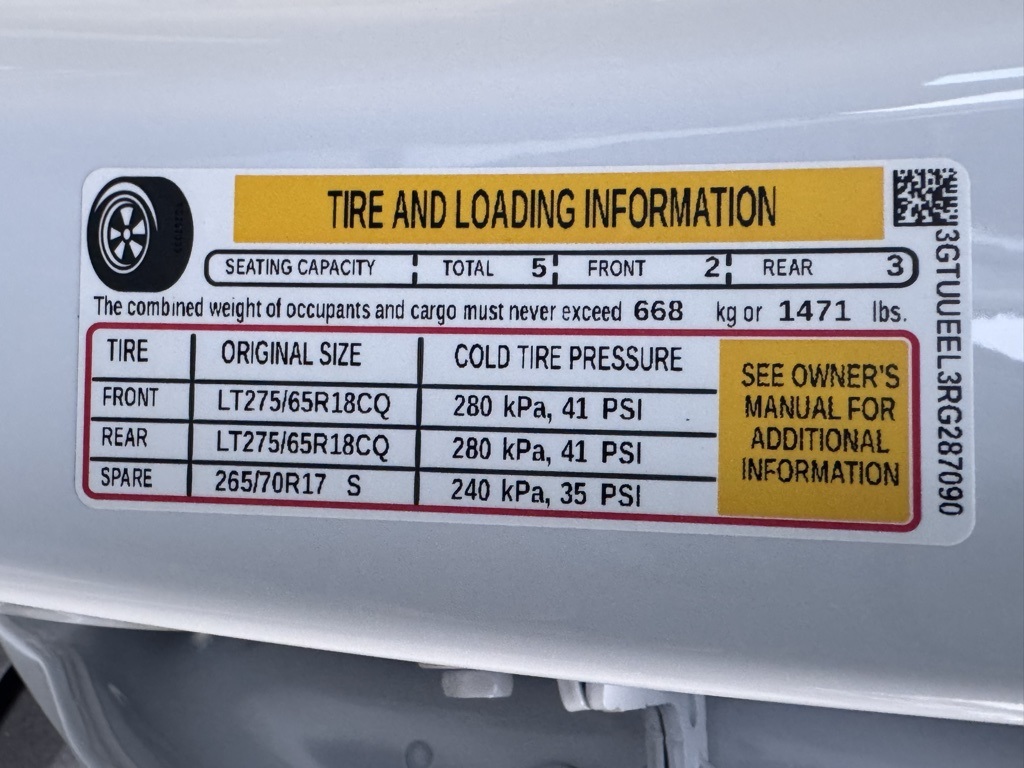 TIRE AND LOADING INFORMATION
SEATING CAPACITY TOTAL 5 FRONT 2 REAR 3
The combined weight of occupants and cargo must never exceed 668 kg or 1471 lbs.
TIRE ORIGINAL SIZE COLD TIRE PRESSURE
FRONT LT275/65R18CQ 280 kPa, 41 PSI
REAR LT275/65R18CQ 280 kPa, 41 PSI
SPARE 265/70R17 S 240 kPa, 35 PSI
SEE OWNER'S
MANUAL FOR
ADDITIONAL
INFORMATION
3GTUUEEL3RG287090